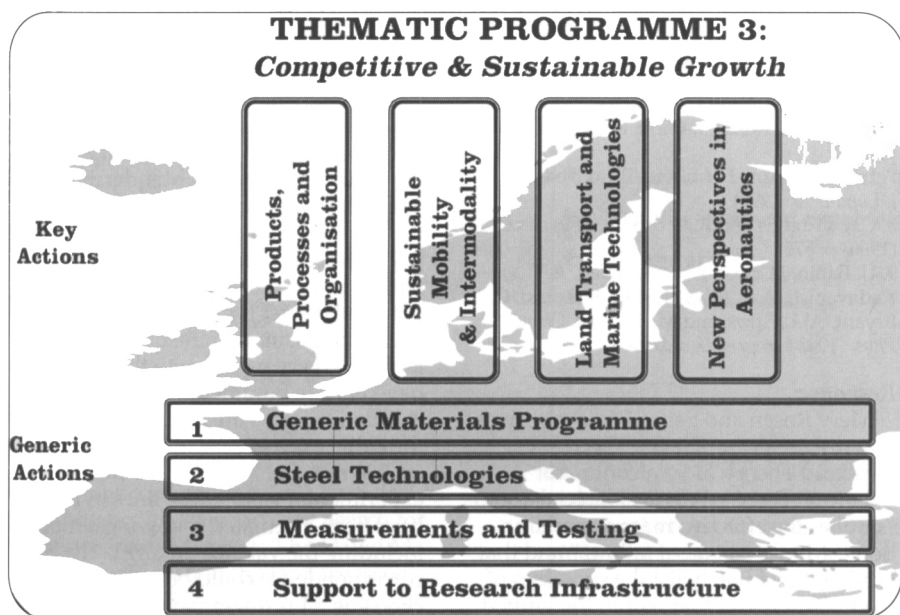 THEMATIC PROGRAMME 3:
Competitive & Sustainable Growth
Key
Actions
Products,
Processes and
Organisation
Sustainable
Mobility
& Intermodality
Land Transport and
Marine Technologies
New Perspectives in
Aeronautics
Generic
Actions
1 Generic Materials Programme
2 Steel Technologies
3 Measurements and Testing
4 Support to Research Infrastructure